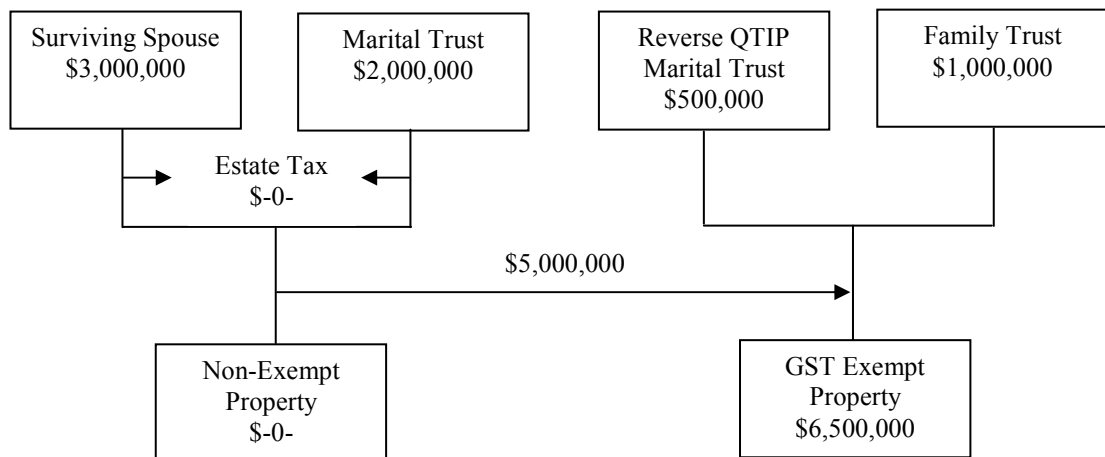 Surviving Spouse
$3,000,000
Marital Trust
$2,000,000
Reverse QTIP
Marital Trust
$500,000
Family Trust
$1,000,000
Estate Tax
$-0-
$5,000,000
Non-Exempt
Property
$-0-
GST Exempt
Property
$6,500,000